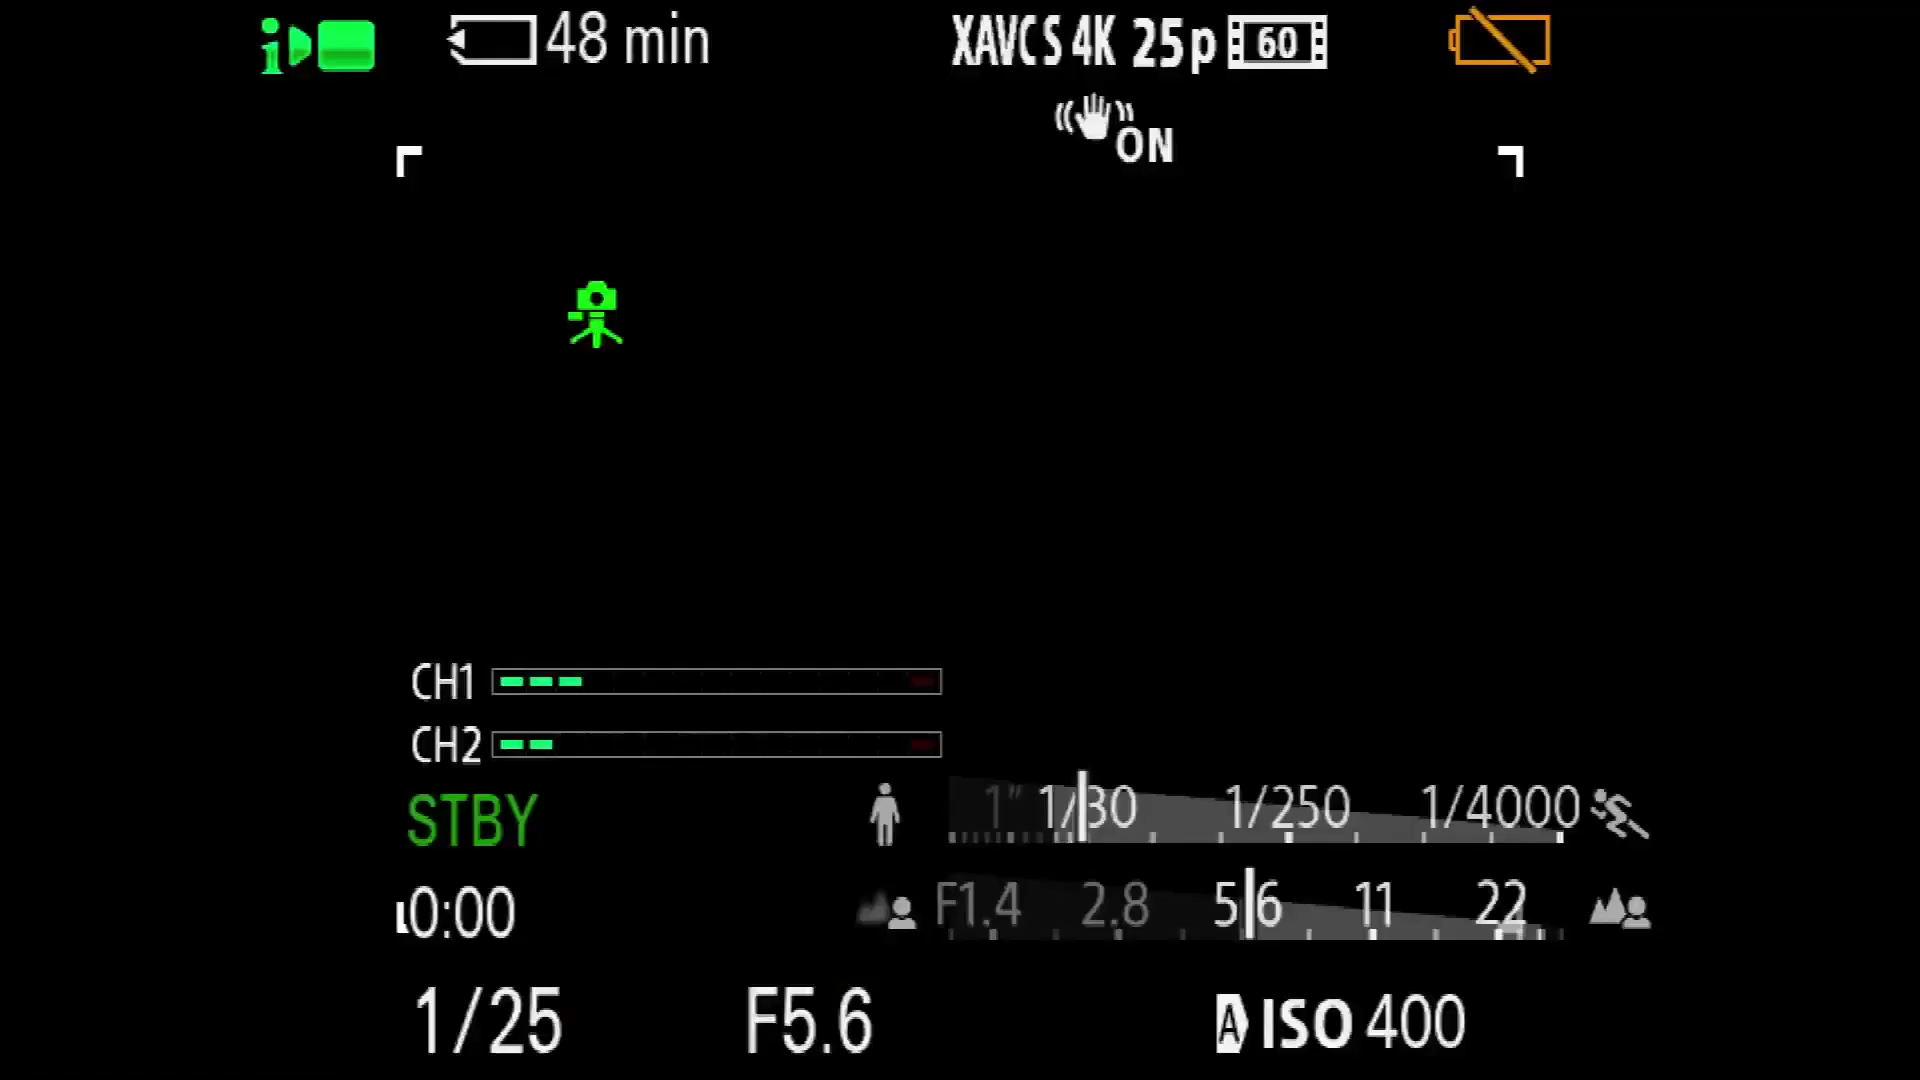 i 48 min XAVC S 4K 25p 60
ON
CH1
CH2
STBY
1" 1/30 1/250 1/4000
0:00
F1.4 2.8 5.6 11 22
1/25 F5.6 A ISO 400